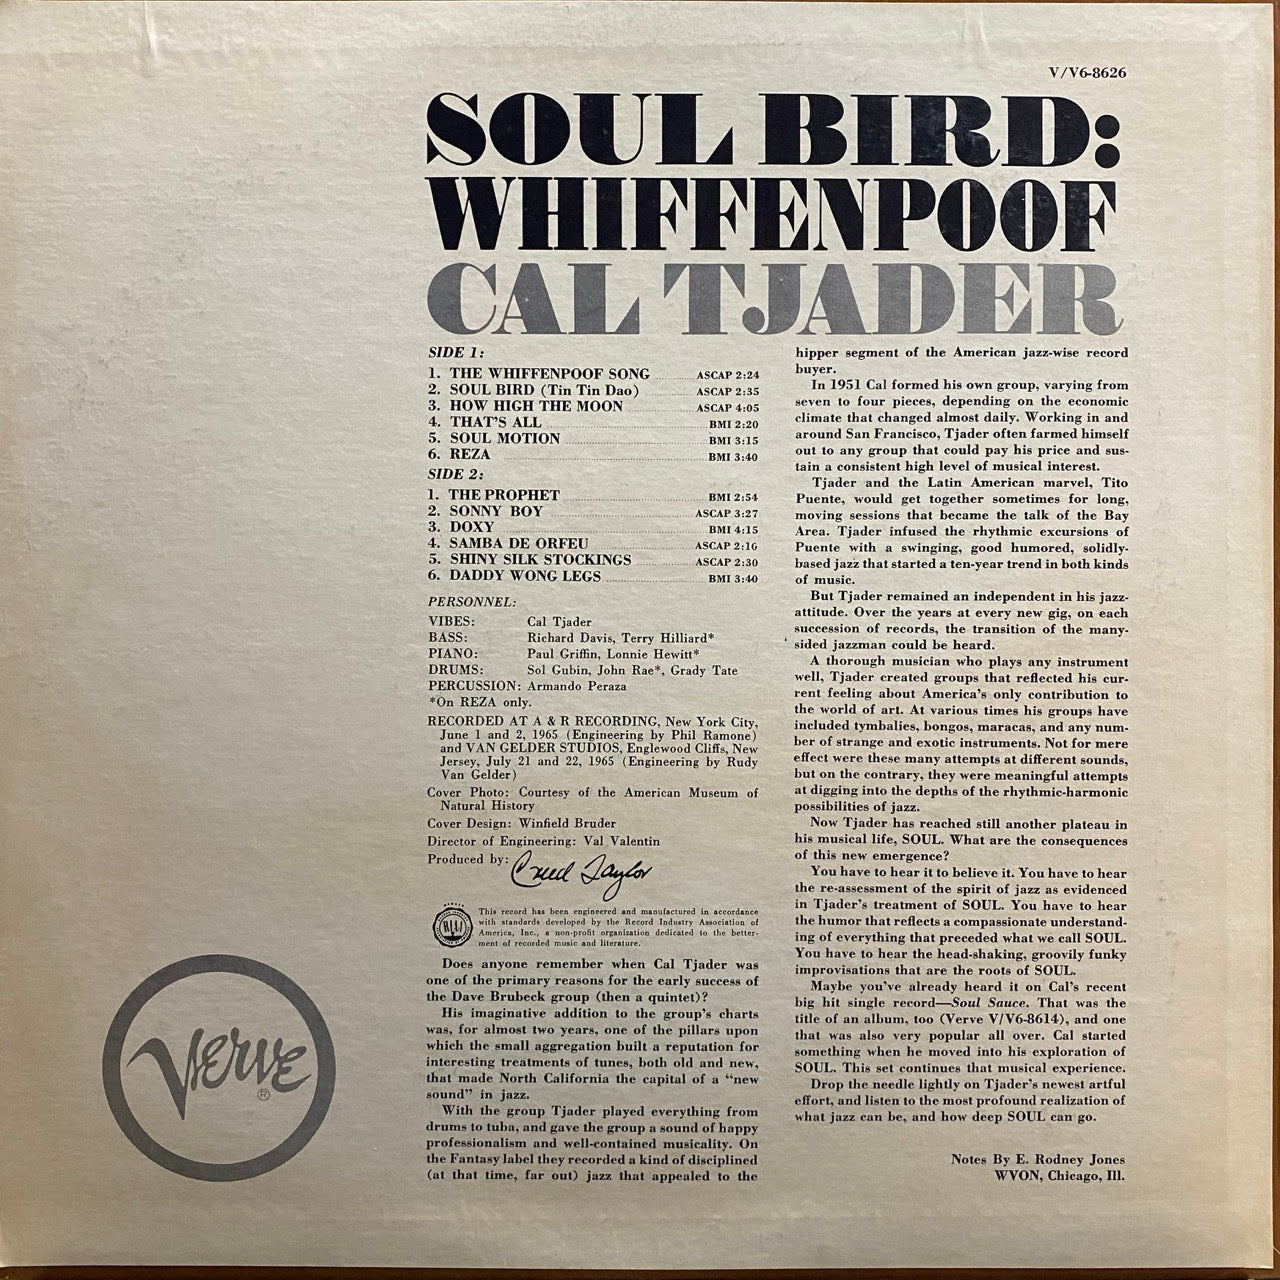 V/V6-8626
SOUL BIRD:
WHIFFENPOOF
CAL TJADER
SIDE 1:
1. THE WHIFFENPOOF SONG ASCAP 2:24
2. SOUL BIRD (Tin Tin Dao) ASCAP 2:35
3. HOW HIGH THE MOON ASCAP 4:05
4. THAT'S ALL BMI 2:20
5. SOUL MOTION BMI 3:15
6. REZA BMI 3:40
SIDE 2:
1. THE PROPHET BMI 2:54
2. SONNY BOY ASCAP 3:27
3. DOXY BMI 4:15
4. SAMBA DE ORFEU ASCAP 2:16
5. SHINY SILK STOCKINGS ASCAP 2:30
6. DADDY WONG LEGS BMI 3:40
PERSONNEL:
VIBES: Cal Tjader
BASS: Richard Davis, Terry Hilliard*
PIANO: Paul Griffin, Lonnie Hewitt*
DRUMS: Sol Gubin, John Rae*, Grady Tate
PERCUSSION: Armando Peraza
*On REZA only.
RECORDED AT A & R RECORDING, New York City,
June 1 and 2, 1965 (Engineering by Phil Ramone)
and VAN GELDER STUDIOS, Englewood Cliffs, New
Jersey, July 21 and 22, 1965 (Engineering by Rudy
Van Gelder)
Cover Photo: Courtesy of the American Museum of
Natural History
Cover Design: Winfield Bruder
Director of Engineering: Val Valentin
Produced by: Creed Taylor
MEMBER
RIAA
This record has been engineered and manufactured in accordance
with standards developed by the Record Industry Association of
America, Inc., a non-profit organization dedicated to the better-
ment of recorded music and literature.
Does anyone remember when Cal Tjader was
one of the primary reasons for the early success of
the Dave Brubeck group (then a quintet)?
His imaginative addition to the group's charts
was, for almost two years, one of the pillars upon
which the small aggregation built a reputation for
interesting treatments of tunes, both old and new,
that made North California the capital of a "new
sound" in jazz.
With the group Tjader played everything from
drums to tuba, and gave the group a sound of happy
professionalism and well-contained musicality. On
the Fantasy label they recorded a kind of disciplined
(at that time, far out) jazz that appealed to the
hipper segment of the American jazz-wise record
buyer.
In 1951 Cal formed his own group, varying from
seven to four pieces, depending on the economic
climate that changed almost daily. Working in and
around San Francisco, Tjader often farmed himself
out to any group that could pay his price and sus-
tain a consistent high level of musical interest.
Tjader and the Latin American marvel, Tito
Puente, would get together sometimes for long,
moving sessions that became the talk of the Bay
Area. Tjader infused the rhythmic excursions of
Puente with a swinging, good humored, solidly-
based jazz that started a ten-year trend in both kinds
of music.
But Tjader remained an independent in his jazz-
attitude. Over the years at every new gig, on each
succession of records, the transition of the many-
sided jazzman could be heard.
A thorough musician who plays any instrument
well, Tjader created groups that reflected his cur-
rent feeling about America's only contribution to
the world of art. At various times his groups have
included tymbalies, bongos, maracas, and any num-
ber of strange and exotic instruments. Not for mere
effect were these many attempts at different sounds,
but on the contrary, they were meaningful attempts
at digging into the depths of the rhythmic-harmonic
possibilities of jazz.
Now Tjader has reached still another plateau in
his musical life, SOUL. What are the consequences
of this new emergence?
You have to hear it to believe it. You have to hear
the re-assessment of the spirit of jazz as evidenced
in Tjader's treatment of SOUL. You have to hear
the humor that reflects a compassionate understand-
ing of everything that preceded what we call SOUL.
You have to hear the head-shaking, groovily funky
improvisations that are the roots of SOUL.
Maybe you've already heard it on Cal's recent
big hit single record—Soul Sauce. That was the
title of an album, too (Verve V/V6-8614), and one
that was also very popular all over. Cal started
something when he moved into his exploration of
SOUL. This set continues that musical experience.
Drop the needle lightly on Tjader's newest artful
effort, and listen to the most profound realization of
what jazz can be, and how deep SOUL can go.
Notes By E. Rodney Jones
WVON, Chicago, Ill.
VERVE ®